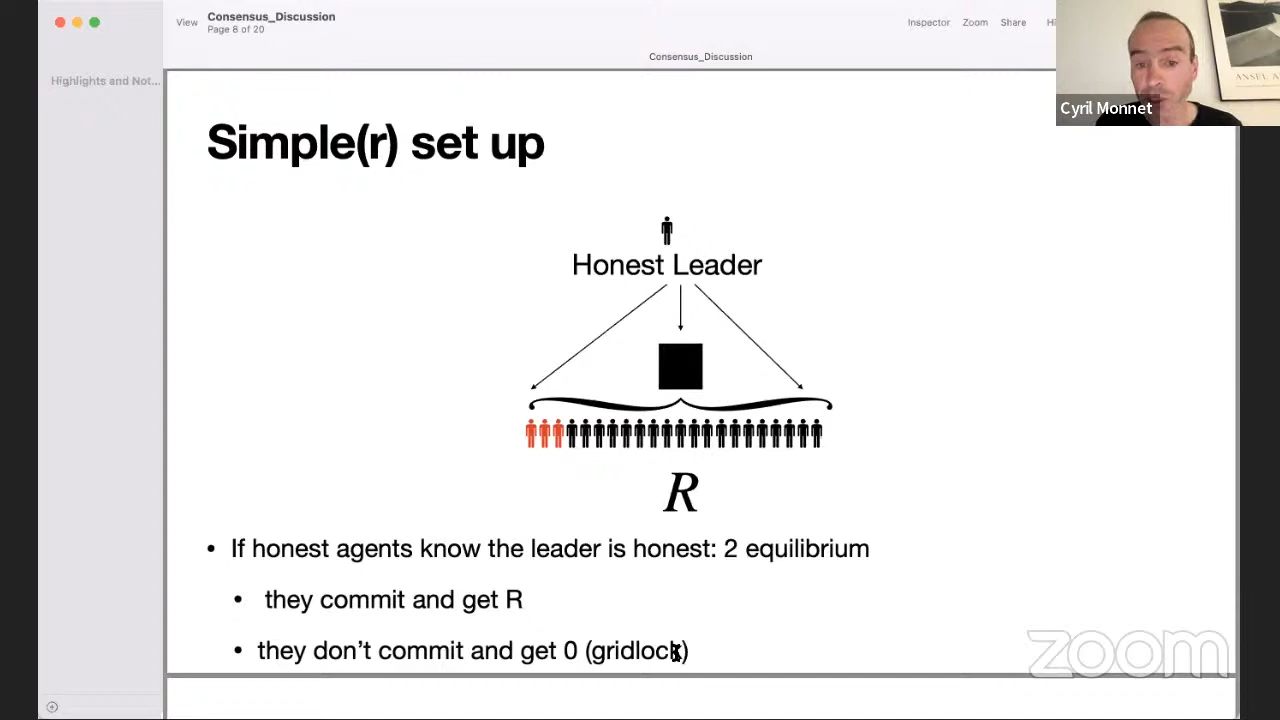 View
Consensus_Discussion
Page 8 of 20
Inspector
Zoom
Share
Consensus_Discussion
Highlights and Not...
ANSEL
Cyril Monnet
Simple(r) set up
Honest Leader
R
• If honest agents know the leader is honest: 2 equilibrium
• they commit and get R
• they don't commit and get 0 (gridlock)
zoom